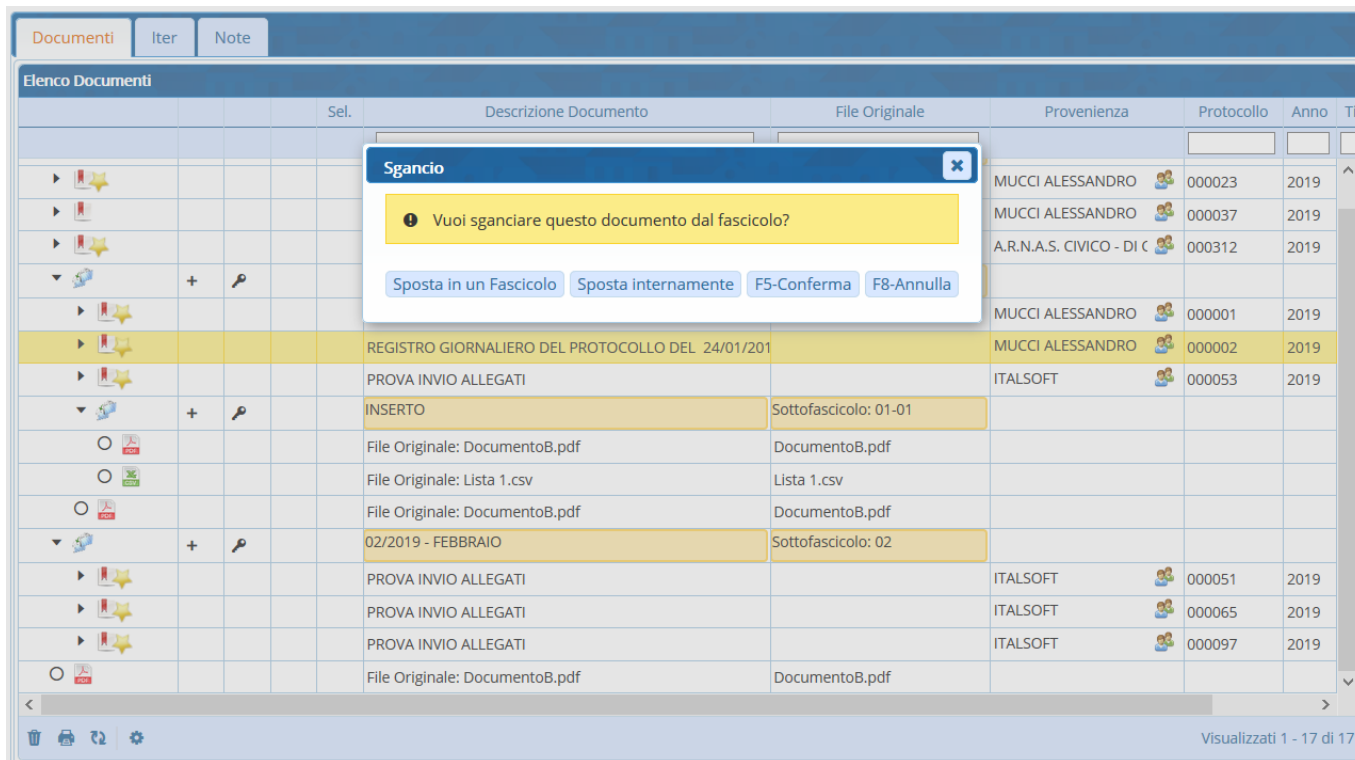 Documenti Iter Note
Elenco Documenti
Sel. Descrizione Documento File Originale Provenienza Protocollo Anno
Sgancio
MUCCI ALESSANDRO 000023 2019
Vuoi sganciare questo documento dal fascicolo?
MUCCI ALESSANDRO 000037 2019
A.R.N.A.S. CIVICO - DI 000312 2019
Sposta in un Fascicolo Sposta internamente F5-Conferma F8-Annulla
MUCCI ALESSANDRO 000001 2019
REGISTRO GIORNALIERO DEL PROTOCOLLO DEL 24/01/201 MUCCI ALESSANDRO 000002 2019
PROVA INVIO ALLEGATI ITALSOFT 000053 2019
INSERTO Sottofascicolo: 01-01
PDF File Originale: DocumentoB.pdf DocumentoB.pdf
CSV File Originale: Lista 1.csv Lista 1.csv
PDF File Originale: DocumentoB.pdf DocumentoB.pdf
02/2019 - FEBBRAIO Sottofascicolo: 02
PROVA INVIO ALLEGATI ITALSOFT 000051 2019
PROVA INVIO ALLEGATI ITALSOFT 000065 2019
PROVA INVIO ALLEGATI ITALSOFT 000097 2019
PDF File Originale: DocumentoB.pdf DocumentoB.pdf
Visualizzati 1 - 17 di 17